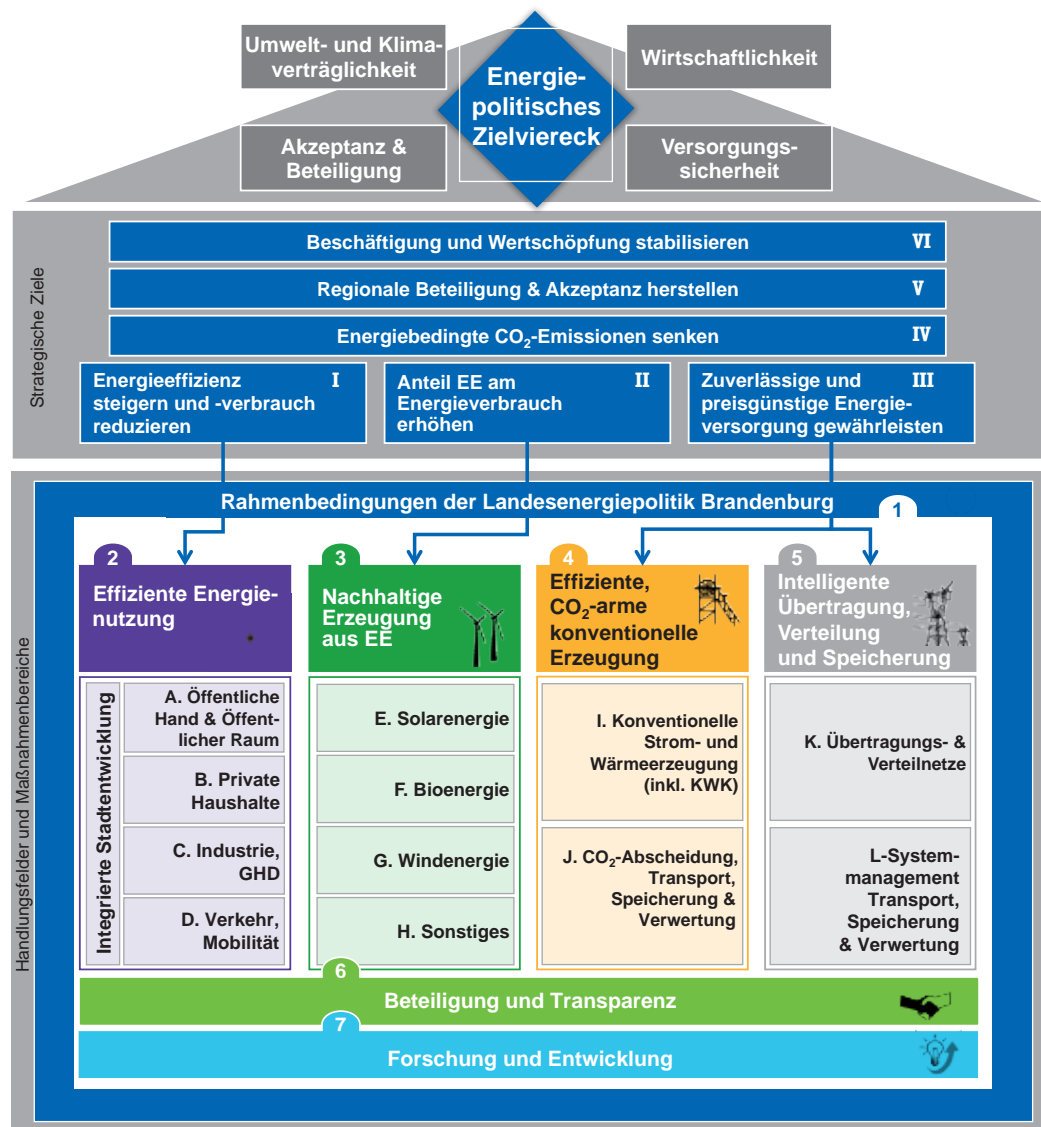 Umwelt- und Klima-
verträglichkeit
Energie-
politisches
Zielviereck
Wirtschaftlichkeit
Akzeptanz &
Beteiligung
Versorgungs-
sicherheit
Strategische Ziele
Beschäftigung und Wertschöpfung stabilisieren VI
Regionale Beteiligung & Akzeptanz herstellen V
Energiebedingte CO₂-Emissionen senken IV
Energieeffizienz I
steigern und -verbrauch
reduzieren
Anteil EE am II
Energieverbrauch
erhöhen
Zuverlässige und III
preisgünstige Energie-
versorgung gewährleisten
Handlungsfelder und Maßnahmenbereiche
Rahmenbedingungen der Landesenergiepolitik Brandenburg
1
2
Effiziente Energie-
nutzung
Integrierte Stadtentwicklung
A. Öffentliche
Hand & Öffent-
licher Raum
B. Private
Haushalte
C. Industrie,
GHD
D. Verkehr,
Mobilität
3
Nachhaltige
Erzeugung
aus EE
E. Solarenergie
F. Bioenergie
G. Windenergie
H. Sonstiges
4
Effiziente,
CO₂-arme
konventionelle
Erzeugung
I. Konventionelle
Strom- und
Wärmeerzeugung
(inkl. KWK)
J. CO₂-Abscheidung,
Transport,
Speicherung &
Verwertung
5
Intelligente
Übertragung,
Verteilung
und Speicherung
K. Übertragungs- &
Verteilnetze
L-System-
management
Transport,
Speicherung
& Verwertung
6
Beteiligung und Transparenz
7
Forschung und Entwicklung